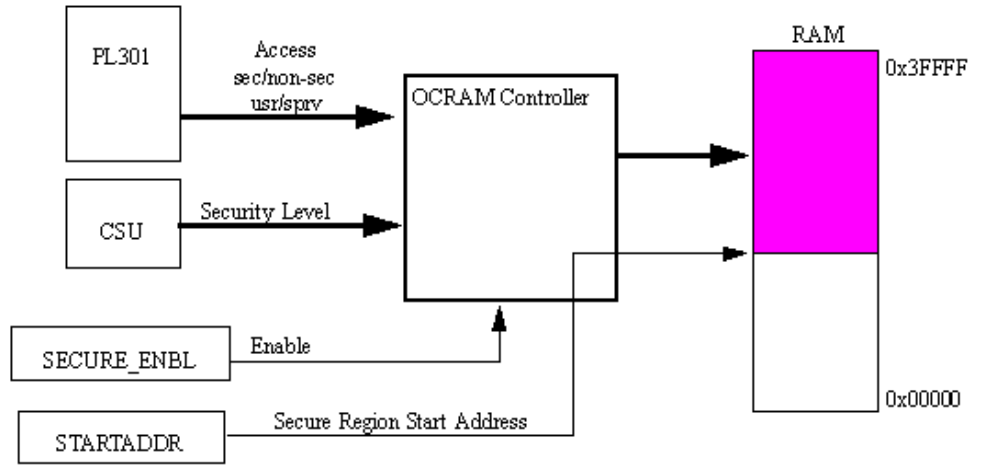 PL301
Access
sec/non-sec
usr/sprv
OCRAM Controller
RAM
0x3FFFF
CSU
Security Level
SECURE_ENBL
Enable
STARTADDR
Secure Region Start Address
0x00000